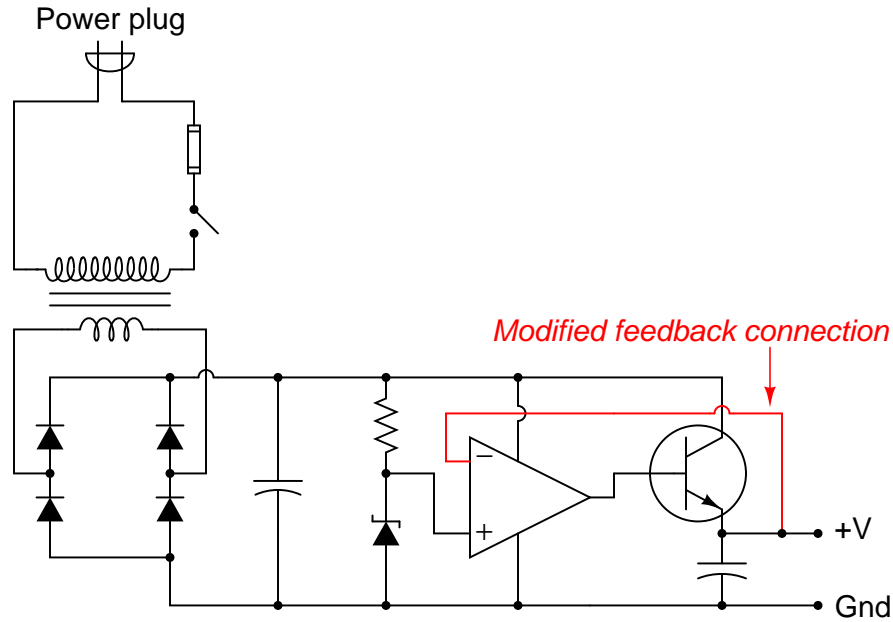 Power plug
Modified feedback connection
−
+
+V
Gnd